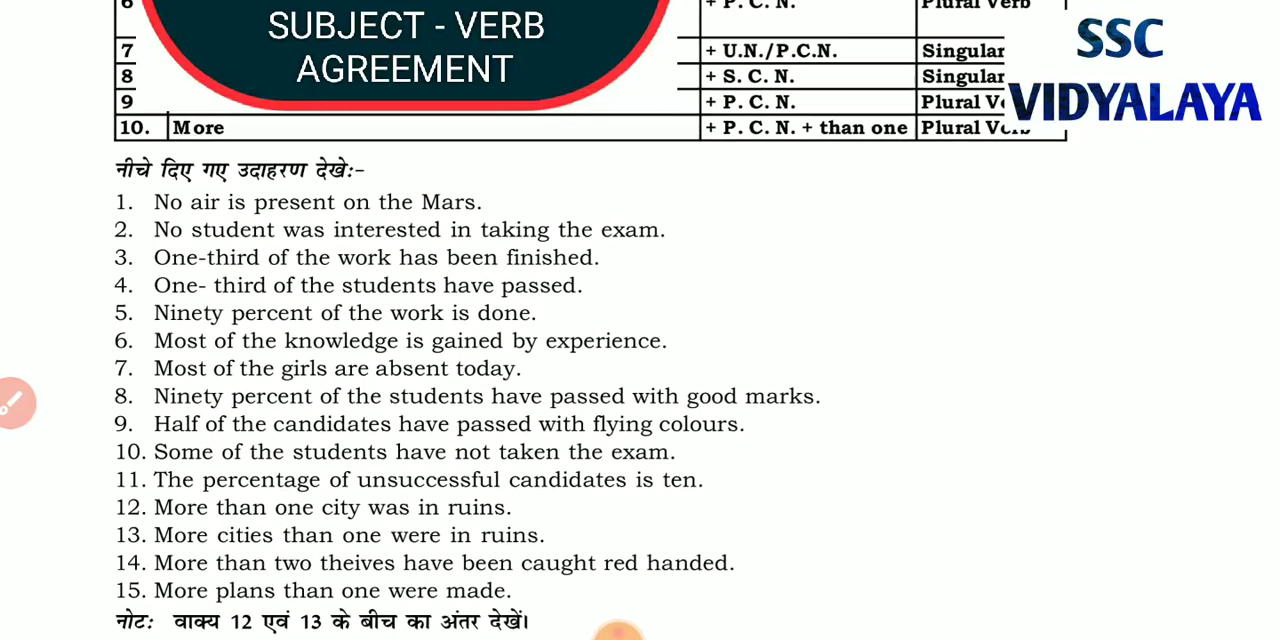 6 + P. C. N. Plural Verb
SUBJECT - VERB
AGREEMENT
SSC
VIDYALAYA
7 + U.N./P.C.N. Singular
8 + S. C. N. Singular
9 + P. C. N. Plural
10. More + P. C. N. + than one Plural Verb
नीचे दिए गए उदाहरण देखेः-
1. No air is present on the Mars.
2. No student was interested in taking the exam.
3. One-third of the work has been finished.
4. One- third of the students have passed.
5. Ninety percent of the work is done.
6. Most of the knowledge is gained by experience.
7. Most of the girls are absent today.
8. Ninety percent of the students have passed with good marks.
9. Half of the candidates have passed with flying colours.
10. Some of the students have not taken the exam.
11. The percentage of unsuccessful candidates is ten.
12. More than one city was in ruins.
13. More cities than one were in ruins.
14. More than two theives have been caught red handed.
15. More plans than one were made.
नोटः वाक्य 12 एवं 13 के बीच का अंतर देखें।